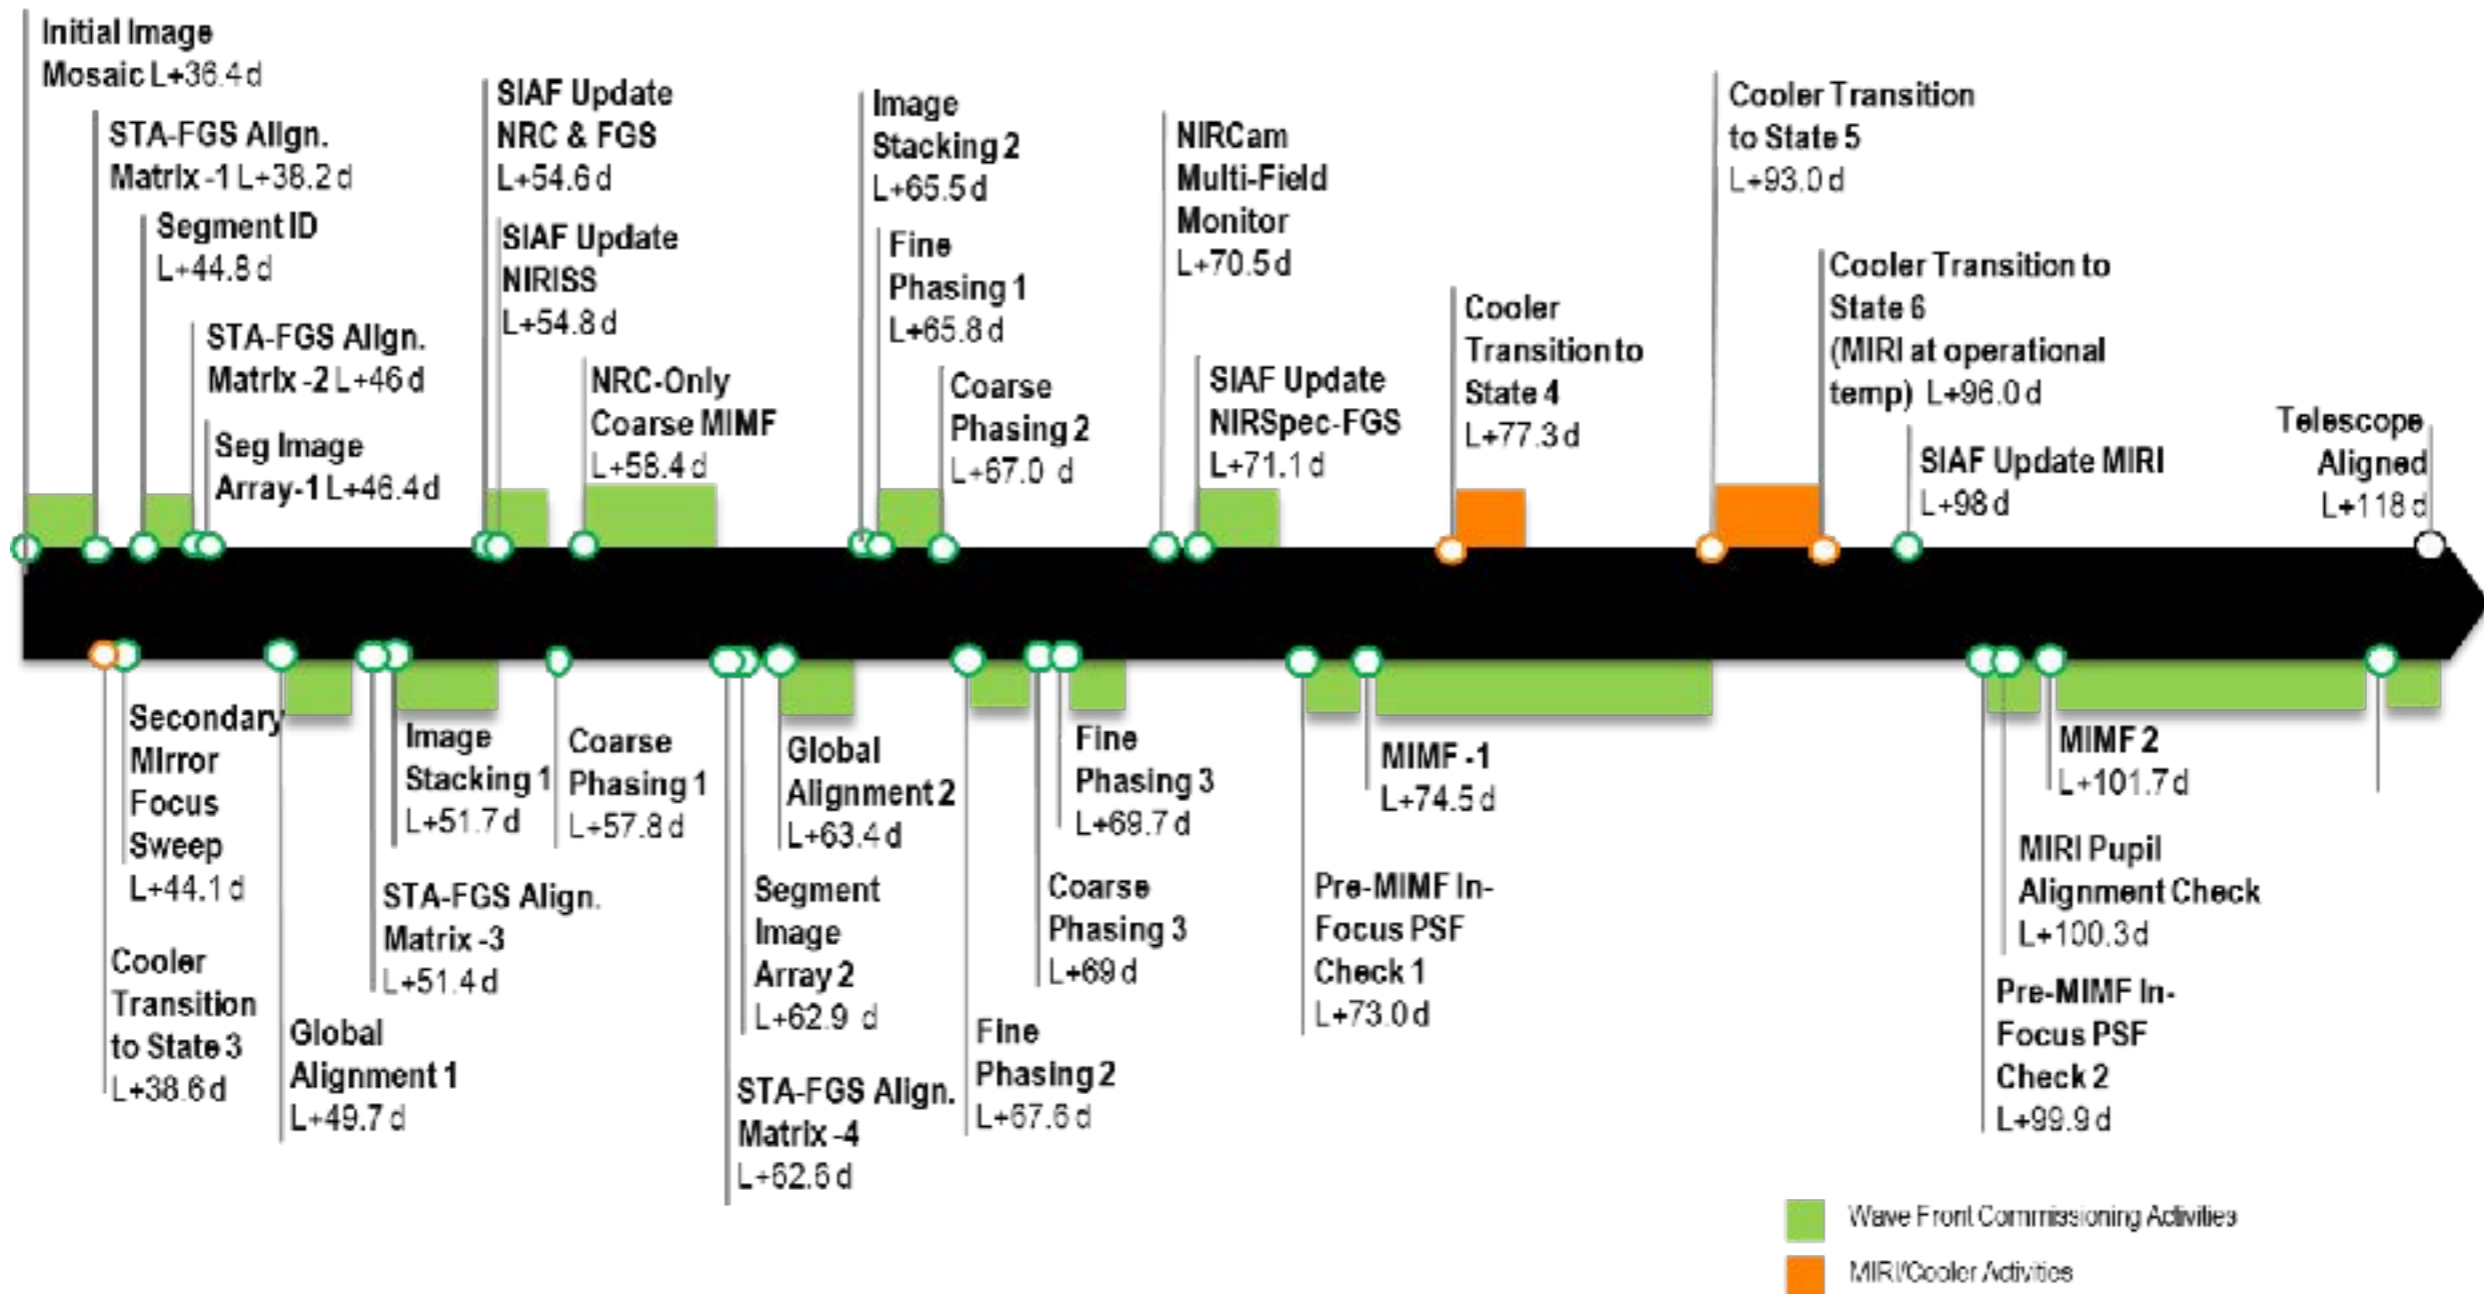 Initial Image
Mosaic L+36.4 d
STA-FGS Align.
Matrix -1 L+38.2 d
Segment ID
L+44.8 d
STA-FGS Align.
Matrix -2 L+46 d
Seg Image
Array-1 L+46.4 d
SIAF Update
NRC & FGS
L+54.6 d
SIAF Update
NIRISS
L+54.8 d
NRC-Only
Coarse MIMF
L+58.4 d
Image
Stacking 2
L+65.5 d
Fine
Phasing 1
L+65.8 d
Coarse
Phasing 2
L+67.0 d
NIRCam
Multi-Field
Monitor
L+70.5 d
SIAF Update
NIRSpec-FGS
L+71.1 d
Cooler
Transition to
State 4
L+77.3 d
Cooler Transition
to State 5
L+93.0 d
Cooler Transition to
State 6
(MIRI at operational
temp) L+96.0 d
SIAF Update MIRI
L+98 d
Telescope
Aligned
L+118 d
Secondary
Mirror
Focus
Sweep
L+44.1 d
Cooler
Transition
to State 3
L+38.6 d
Global
Alignment 1
L+49.7 d
Image
Stacking 1
L+51.7 d
STA-FGS Align.
Matrix -3
L+51.4 d
Coarse
Phasing 1
L+57.8 d
Global
Alignment 2
L+63.4 d
Segment
Image
Array 2
L+62.9 d
STA-FGS Align.
Matrix -4
L+62.6 d
Fine
Phasing 2
L+67.6 d
Fine
Phasing 3
L+69.7 d
Coarse
Phasing 3
L+69 d
MIMF -1
L+74.5 d
Pre-MIMF In-
Focus PSF
Check 1
L+73.0 d
MIMF 2
L+101.7 d
MIRI Pupil
Alignment Check
L+100.3 d
Pre-MIMF In-
Focus PSF
Check 2
L+99.9 d
Wave Front Commissioning Activities
MIRI/Cooler Activities